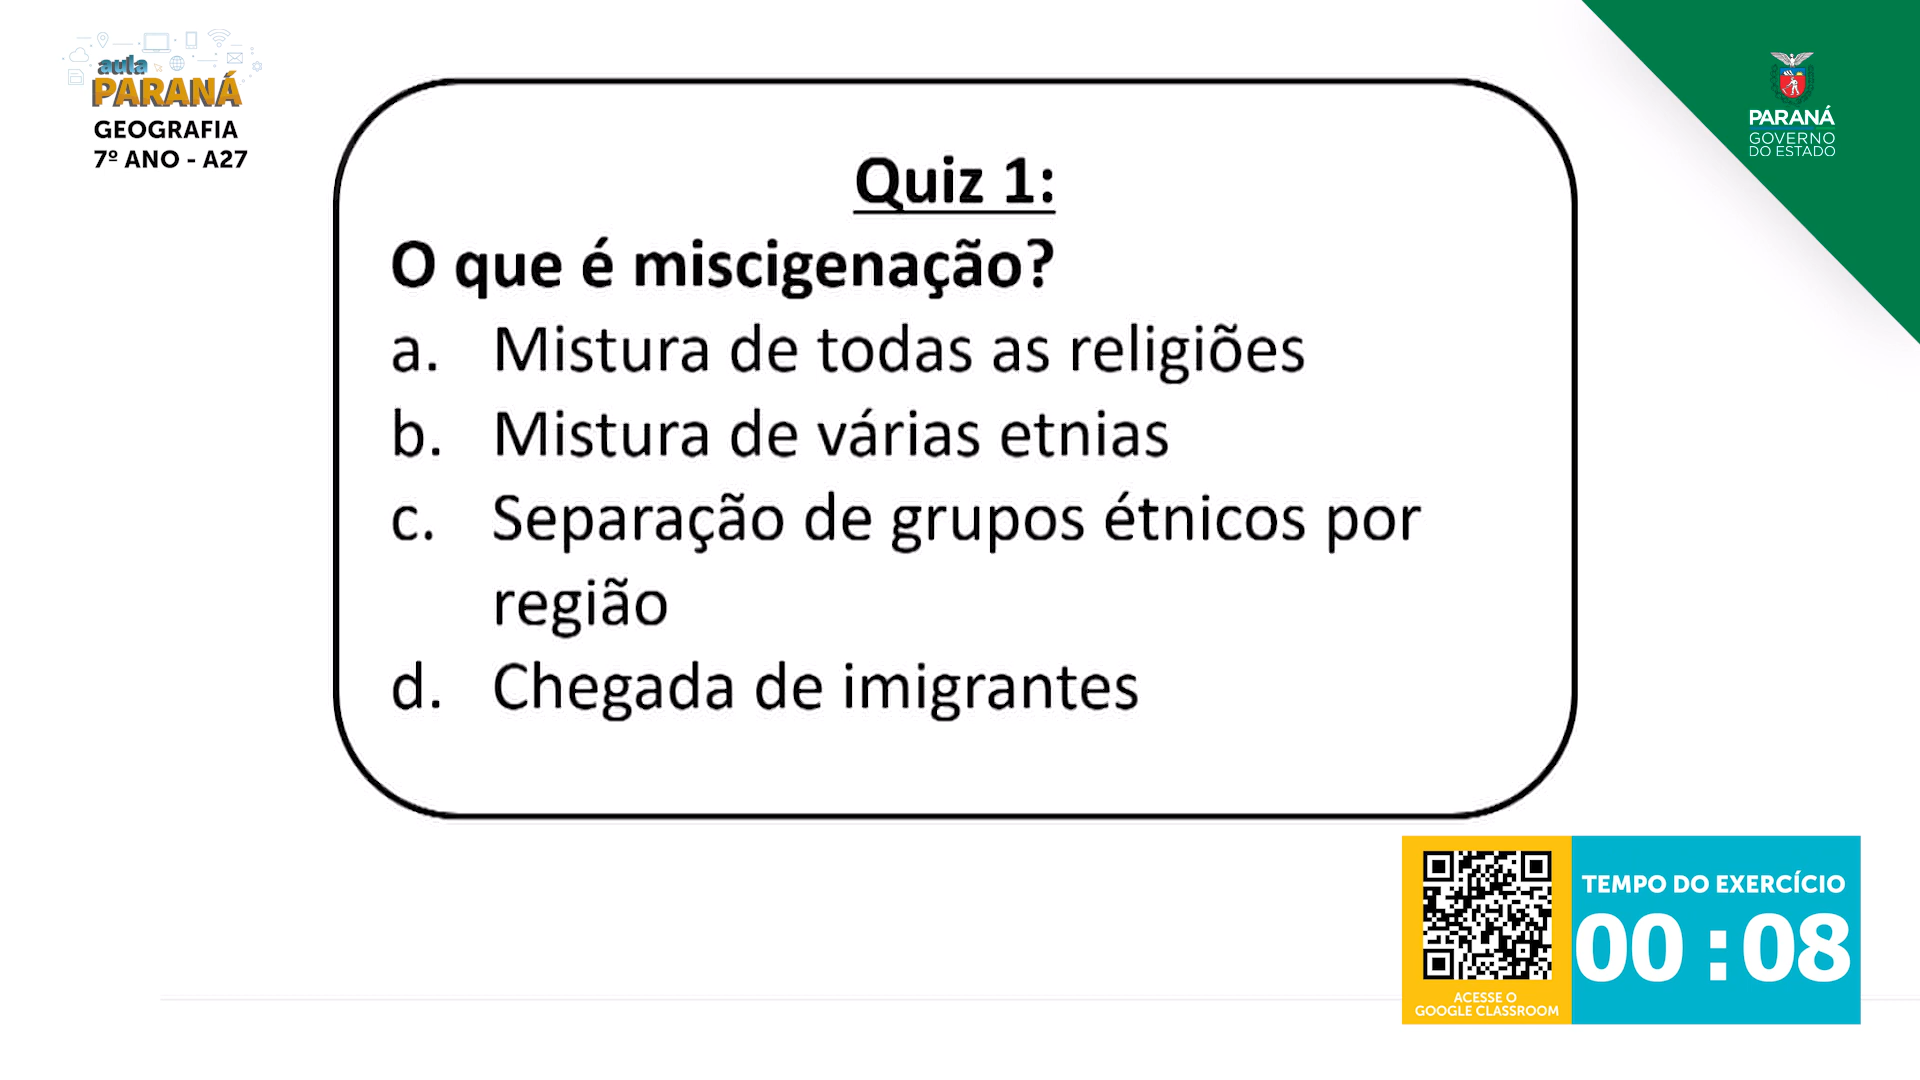 aula
PARANÁ
GEOGRAFIA
7º ANO - A27
PARANÁ
GOVERNO
DO ESTADO
Quiz 1:
O que é miscigenação?
a. Mistura de todas as religiões
b. Mistura de várias etnias
c. Separação de grupos étnicos por
região
d. Chegada de imigrantes
ACESSE O
GOOGLE CLASSROOM
TEMPO DO EXERCÍCIO
00 : 08